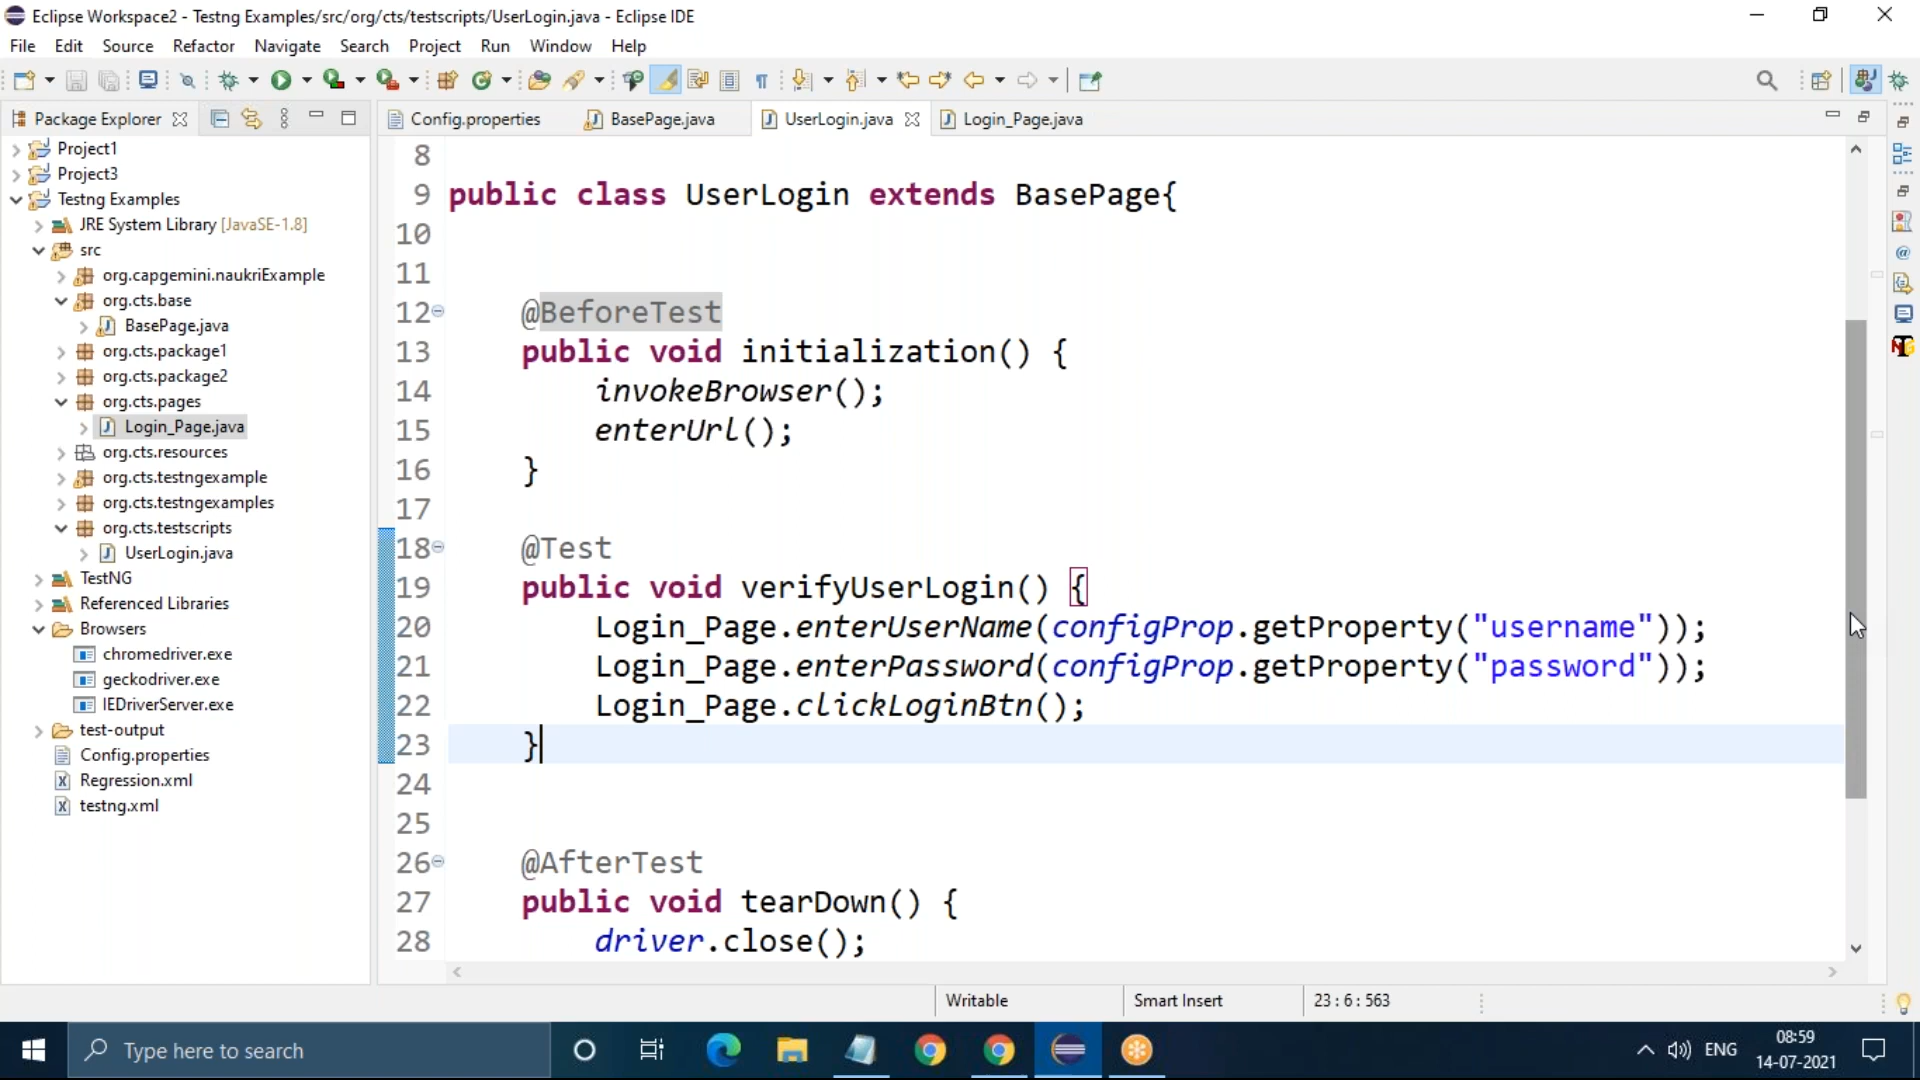 Eclipse Workspace2 - Testng Examples/src/org/cts/testscripts/UserLogin.java - Eclipse IDE
File Edit Source Refactor Navigate Search Project Run Window Help
Package Explorer
Project1
Project3
Testng Examples
JRE System Library [JavaSE-1.8]
src
org.capgemini.naukriExample
org.cts.base
BasePage.java
org.cts.package1
org.cts.package2
org.cts.pages
Login_Page.java
org.cts.resources
org.cts.testngexample
org.cts.testngexamples
org.cts.testscripts
UserLogin.java
TestNG
Referenced Libraries
Browsers
chromedriver.exe
geckodriver.exe
IEDriverServer.exe
test-output
Config.properties
Regression.xml
testng.xml
Config.properties BasePage.java UserLogin.java Login_Page.java
8
9 public class UserLogin extends BasePage{
10
11
12 @BeforeTest
13 public void initialization() {
14 invokeBrowser();
15 enterUrl();
16 }
17
18 @Test
19 public void verifyUserLogin() {
20 Login_Page.enterUserName(configProp.getProperty("username"));
21 Login_Page.enterPassword(configProp.getProperty("password"));
22 Login_Page.clickLoginBtn();
23 }
24
25
26 @AfterTest
27 public void tearDown() {
28 driver.close();
Writable Smart Insert 23 : 6 : 563
Type here to search
ENG
08:59
14-07-2021